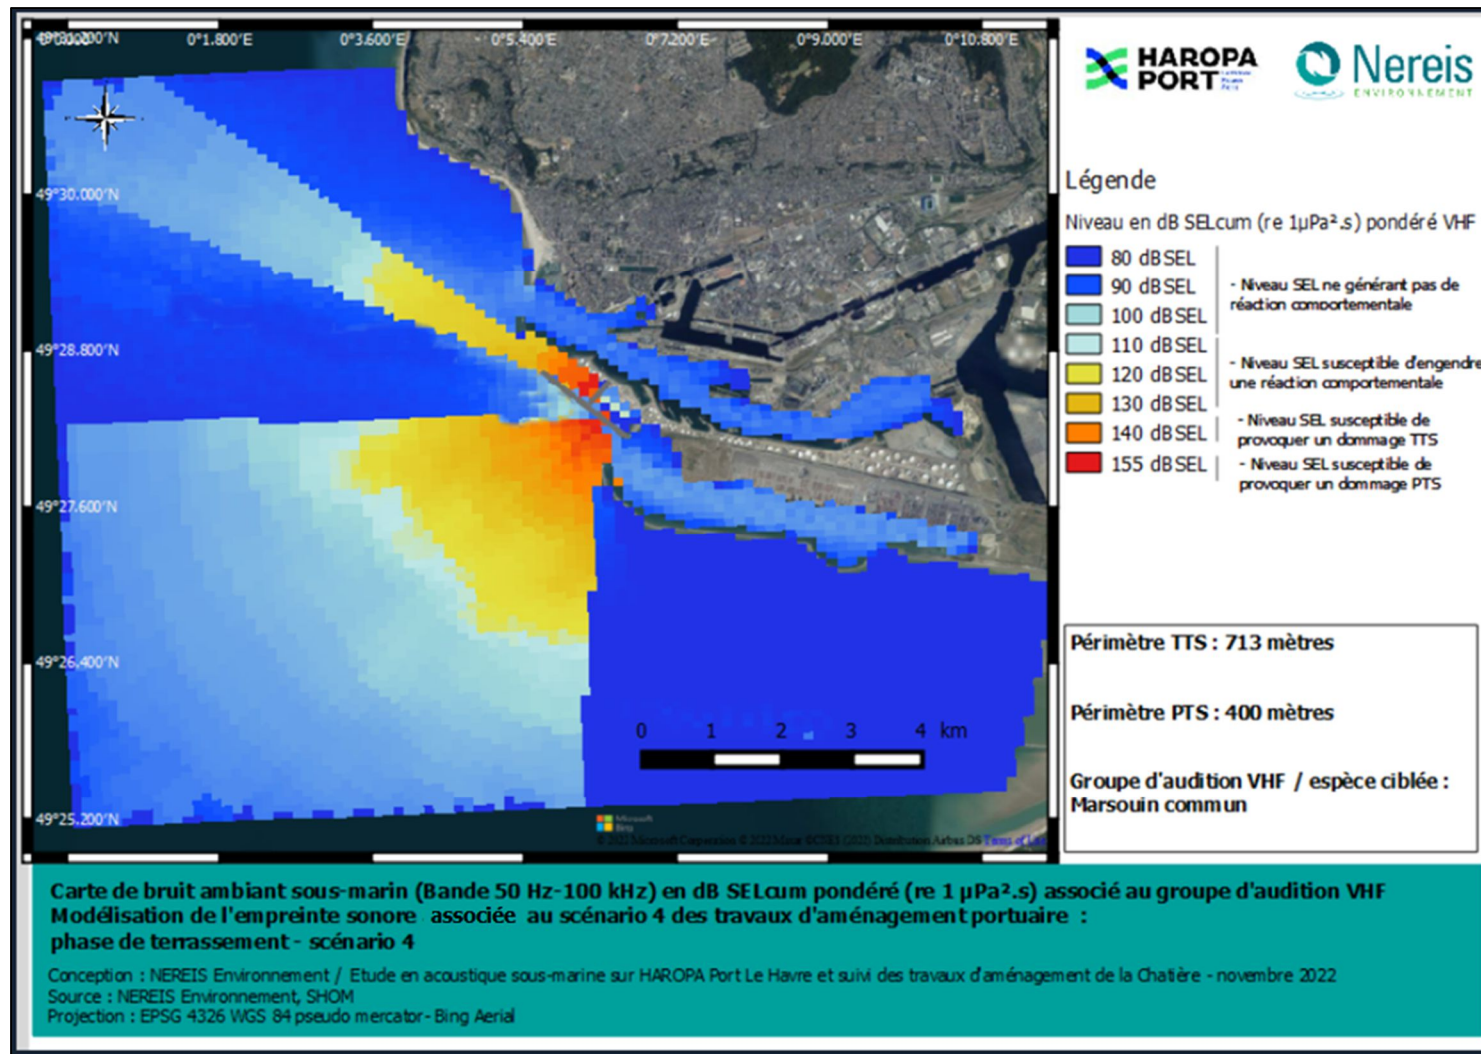 0°1.800′E
0°3.600′E
0°5.400′E
0°7.200′E
0°9.000′E
0°10.800′E
49°30.000′N
49°28.800′N
49°27.600′N
49°26.400′N
49°25.200′N
0 1 2 3 4 km
Microsoft
Bing
HAROPA
PORT
Nereis
ENVIRONNEMENT
Légende
Niveau en dB SELcum (re 1µPa².s) pondéré VHF
80 dBSEL
90 dBSEL
100 dBSEL
110 dBSEL
120 dBSEL
130 dBSEL
140 dBSEL
155 dBSEL
- Niveau SEL ne générant pas de
réaction comportementale
- Niveau SEL susceptible d'engendre
une réaction comportementale
- Niveau SEL susceptible de
provoquer un dommage TTS
- Niveau SEL susceptible de
provoquer un dommage PTS
Périmètre TTS : 713 mètres
Périmètre PTS : 400 mètres
Groupe d'audition VHF / espèce ciblée :
Marsouin commun
Carte de bruit ambiant sous-marin (Bande 50 Hz-100 kHz) en dB SELcum pondéré (re 1 µPa².s) associé au groupe d'audition VHF
Modélisation de l'empreinte sonore associée au scénario 4 des travaux d'aménagement portuaire :
phase de terrassement - scénario 4
Conception : NEREIS Environnement / Etude en acoustique sous-marine sur HAROPA Port Le Havre et suivi des travaux d'aménagement de la Chatière - novembre 2022
Source : NEREIS Environnement, SHOM
Projection : EPSG 4326 WGS 84 pseudo mercator- Bing Aerial